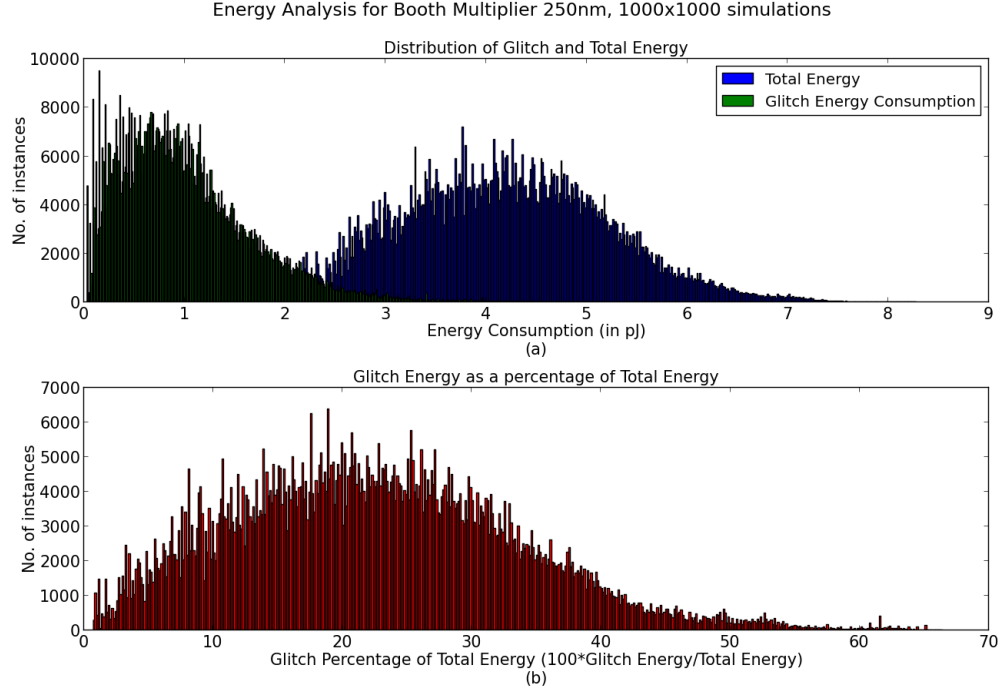 Energy Analysis for Booth Multiplier 250nm, 1000x1000 simulations
Distribution of Glitch and Total Energy
10000
8000
6000
4000
2000
0
No. of instances
Total Energy
Glitch Energy Consumption
0 1 2 3 4 5 6 7 8 9
Energy Consumption (in pJ)
(a)
Glitch Energy as a percentage of Total Energy
7000
6000
5000
4000
3000
2000
1000
0
No. of instances
0 10 20 30 40 50 60 70
Glitch Percentage of Total Energy (100*Glitch Energy/Total Energy)
(b)